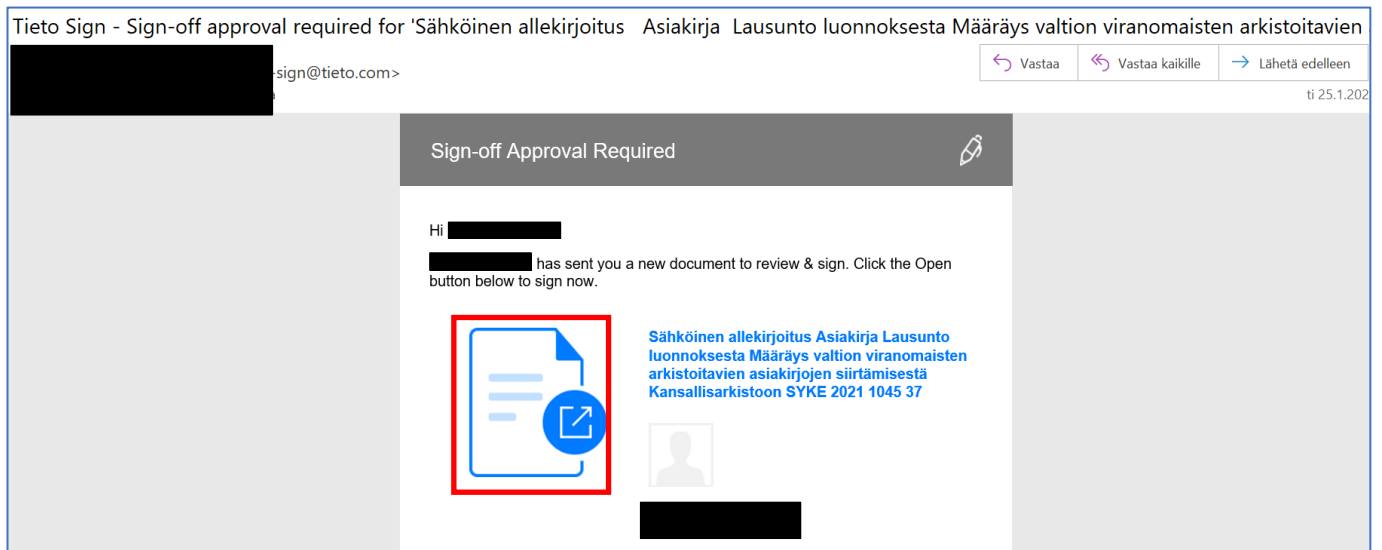 Tieto Sign - Sign-off approval required for 'Sähköinen allekirjoitus Asiakirja Lausunto luonnoksesta Määräys valtion viranomaisten arkistoitavien
-sign@tieto.com>
Vastaa
Vastaa kaikille
Lähetä edelleen
ti 25.1.202
Sign-off Approval Required
Hi
has sent you a new document to review & sign. Click the Open
button below to sign now.
Sähköinen allekirjoitus Asiakirja Lausunto
luonnoksesta Määräys valtion viranomaisten
arkistoitavien asiakirjojen siirtämisestä
Kansallisarkistoon SYKE 2021 1045 37